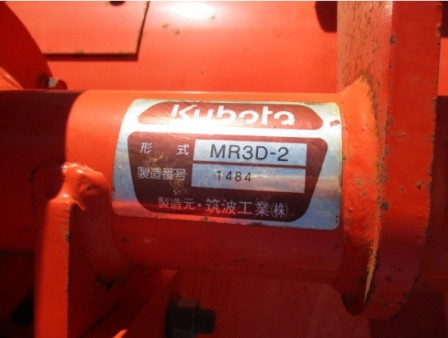 Kubota
形式 MR3D-2
製造番号 1484
製造元・筑波工業(株)